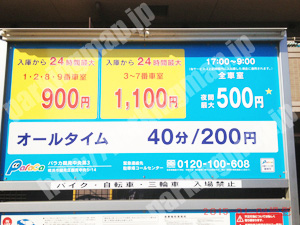 入庫から24時間最大
1・2・8・9番車室
900円
入庫から24時間最大
3~7番車室
1,100円
17:00~9:00
全車室
夜間最大500円
オールタイム 40分/200円
Paraca
0120-100-608
バイク・自転車・三輪車 入場禁止